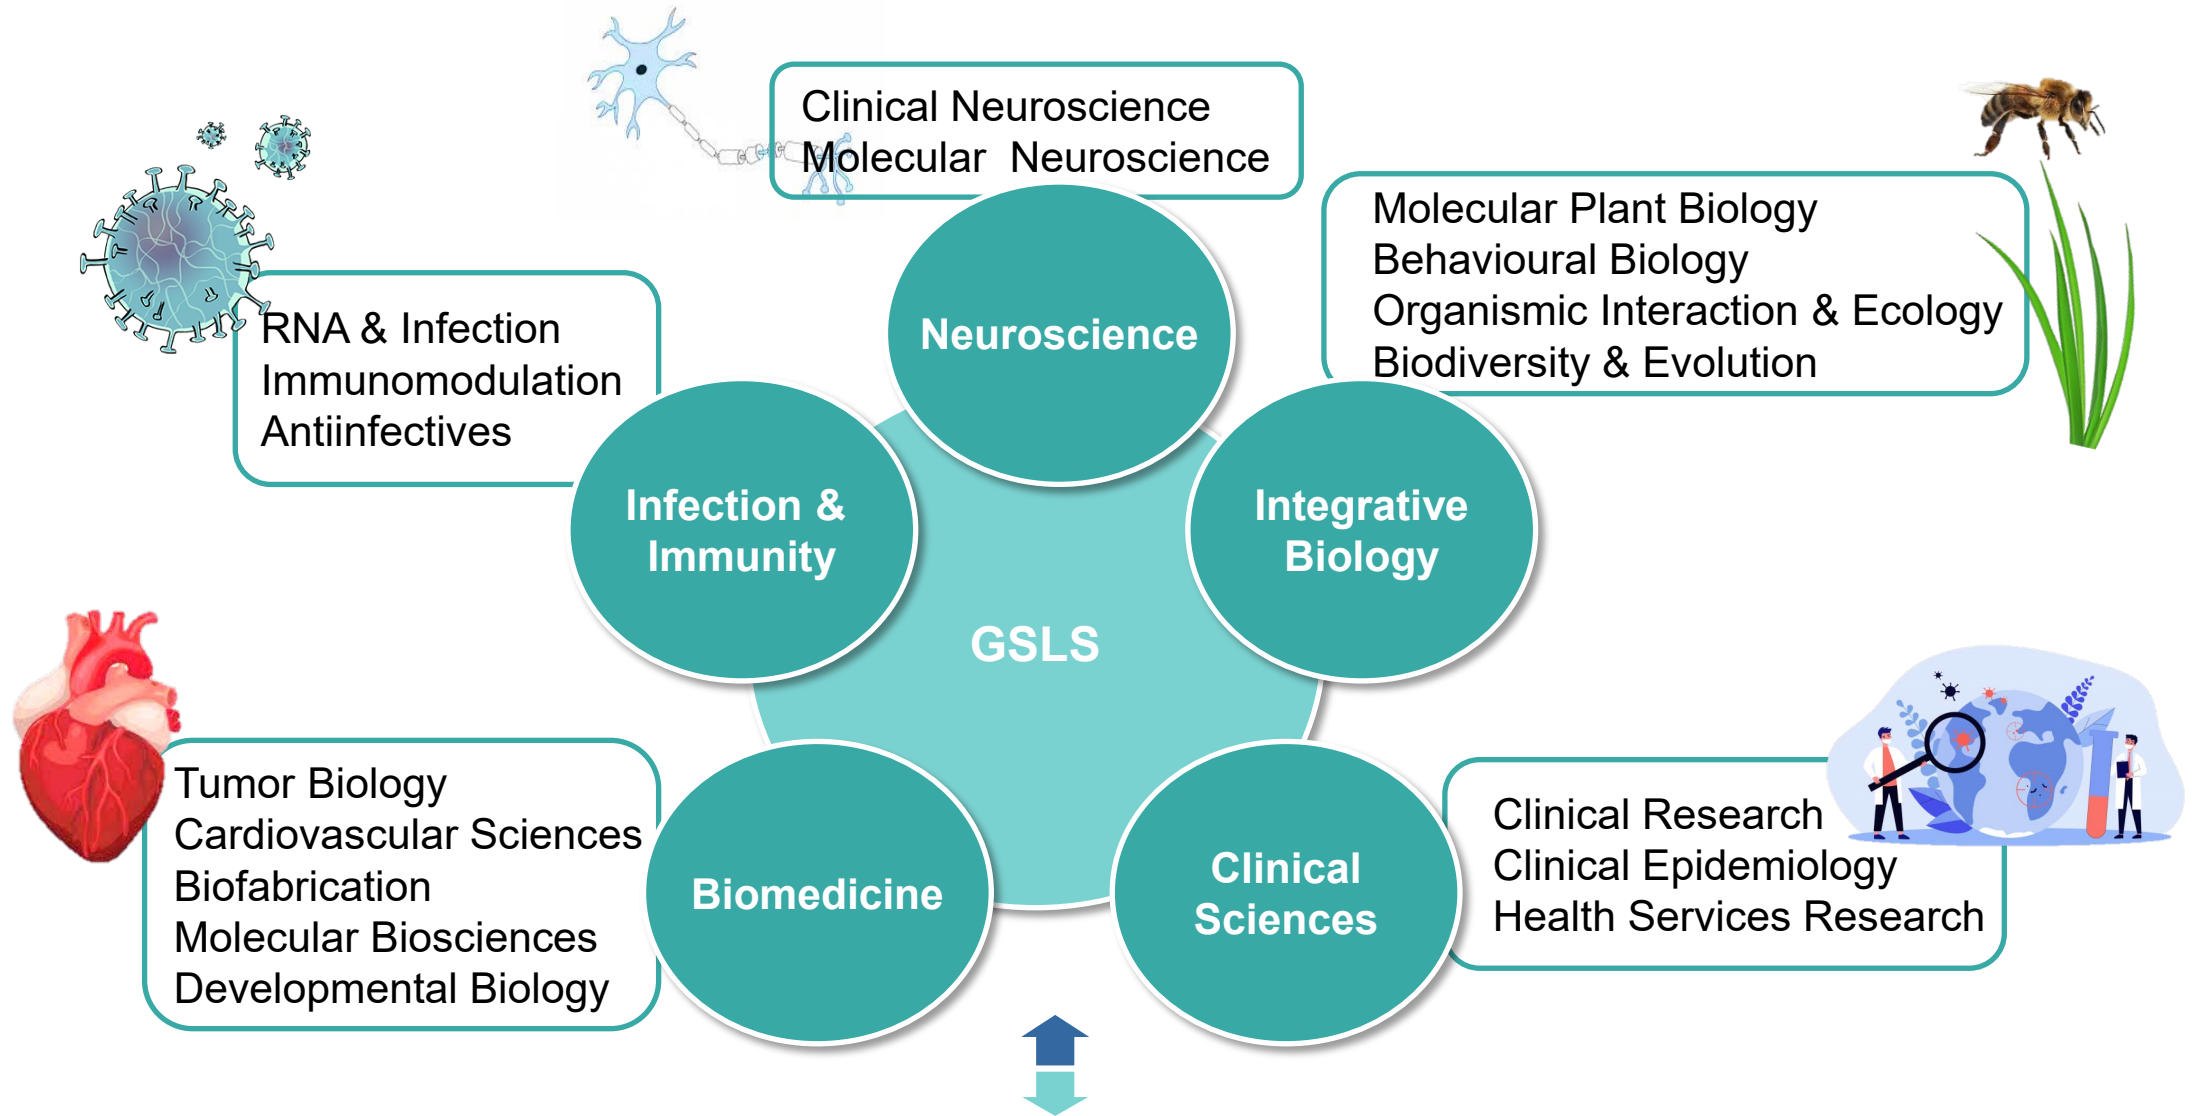 Clinical Neuroscience
Molecular  Neuroscience
Neuroscience
Molecular Plant Biology
Behavioural Biology
Organismic Interaction & Ecology
Biodiversity & Evolution
RNA & Infection
Immunomodulation
Antiinfectives
Infection &
Immunity
Integrative
Biology
GSLS
Tumor Biology
Cardiovascular Sciences
Biofabrication
Molecular Biosciences
Developmental Biology
Biomedicine
Clinical
Sciences
Clinical Research
Clinical Epidemiology
Health Services Research